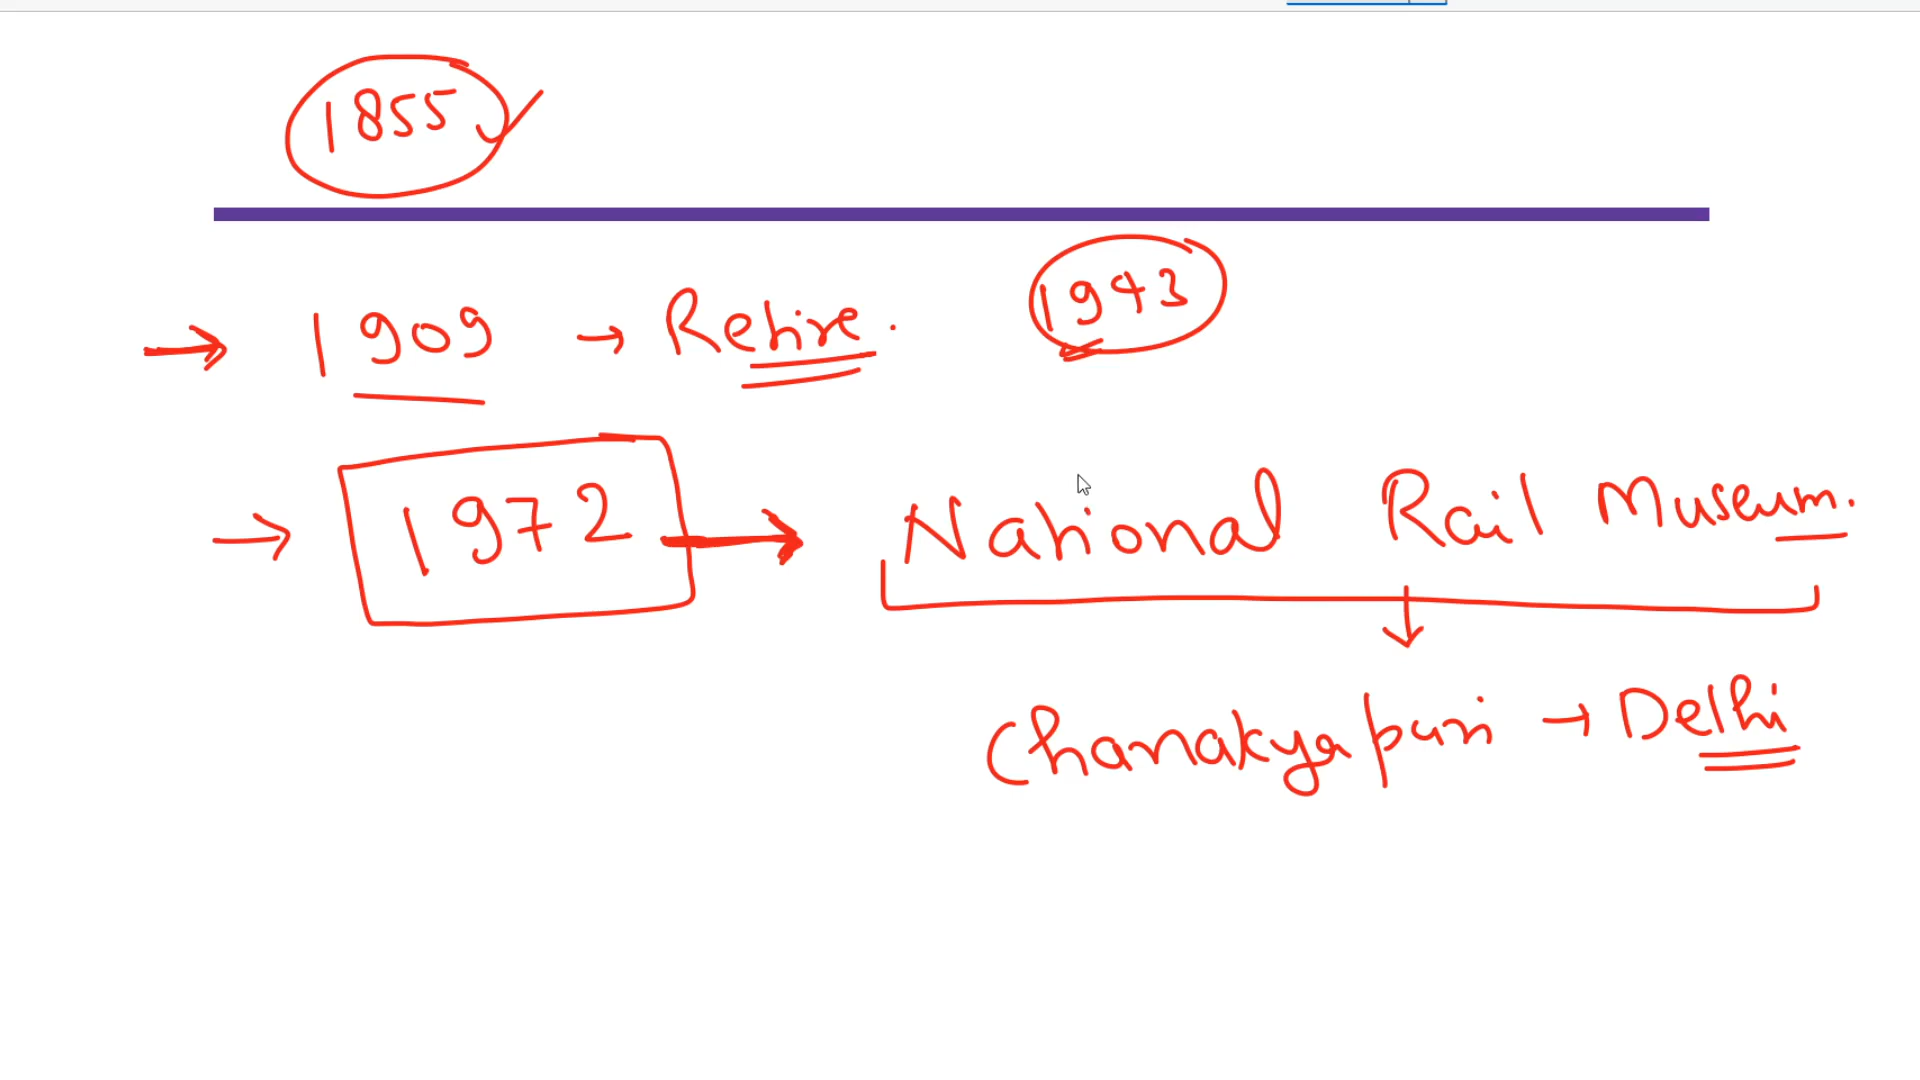 1855
1943
→ 1909 → Retire.
→ 1972 → National Rail Museum.
Chanakyapuri → Delhi